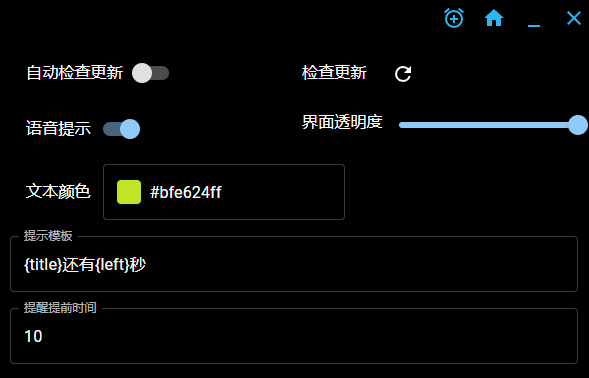 自动检查更新
检查更新
语音提示
界面透明度
文本颜色
#bfe624ff
提示模板
{title}还有{left}秒
提醒提前时间
10